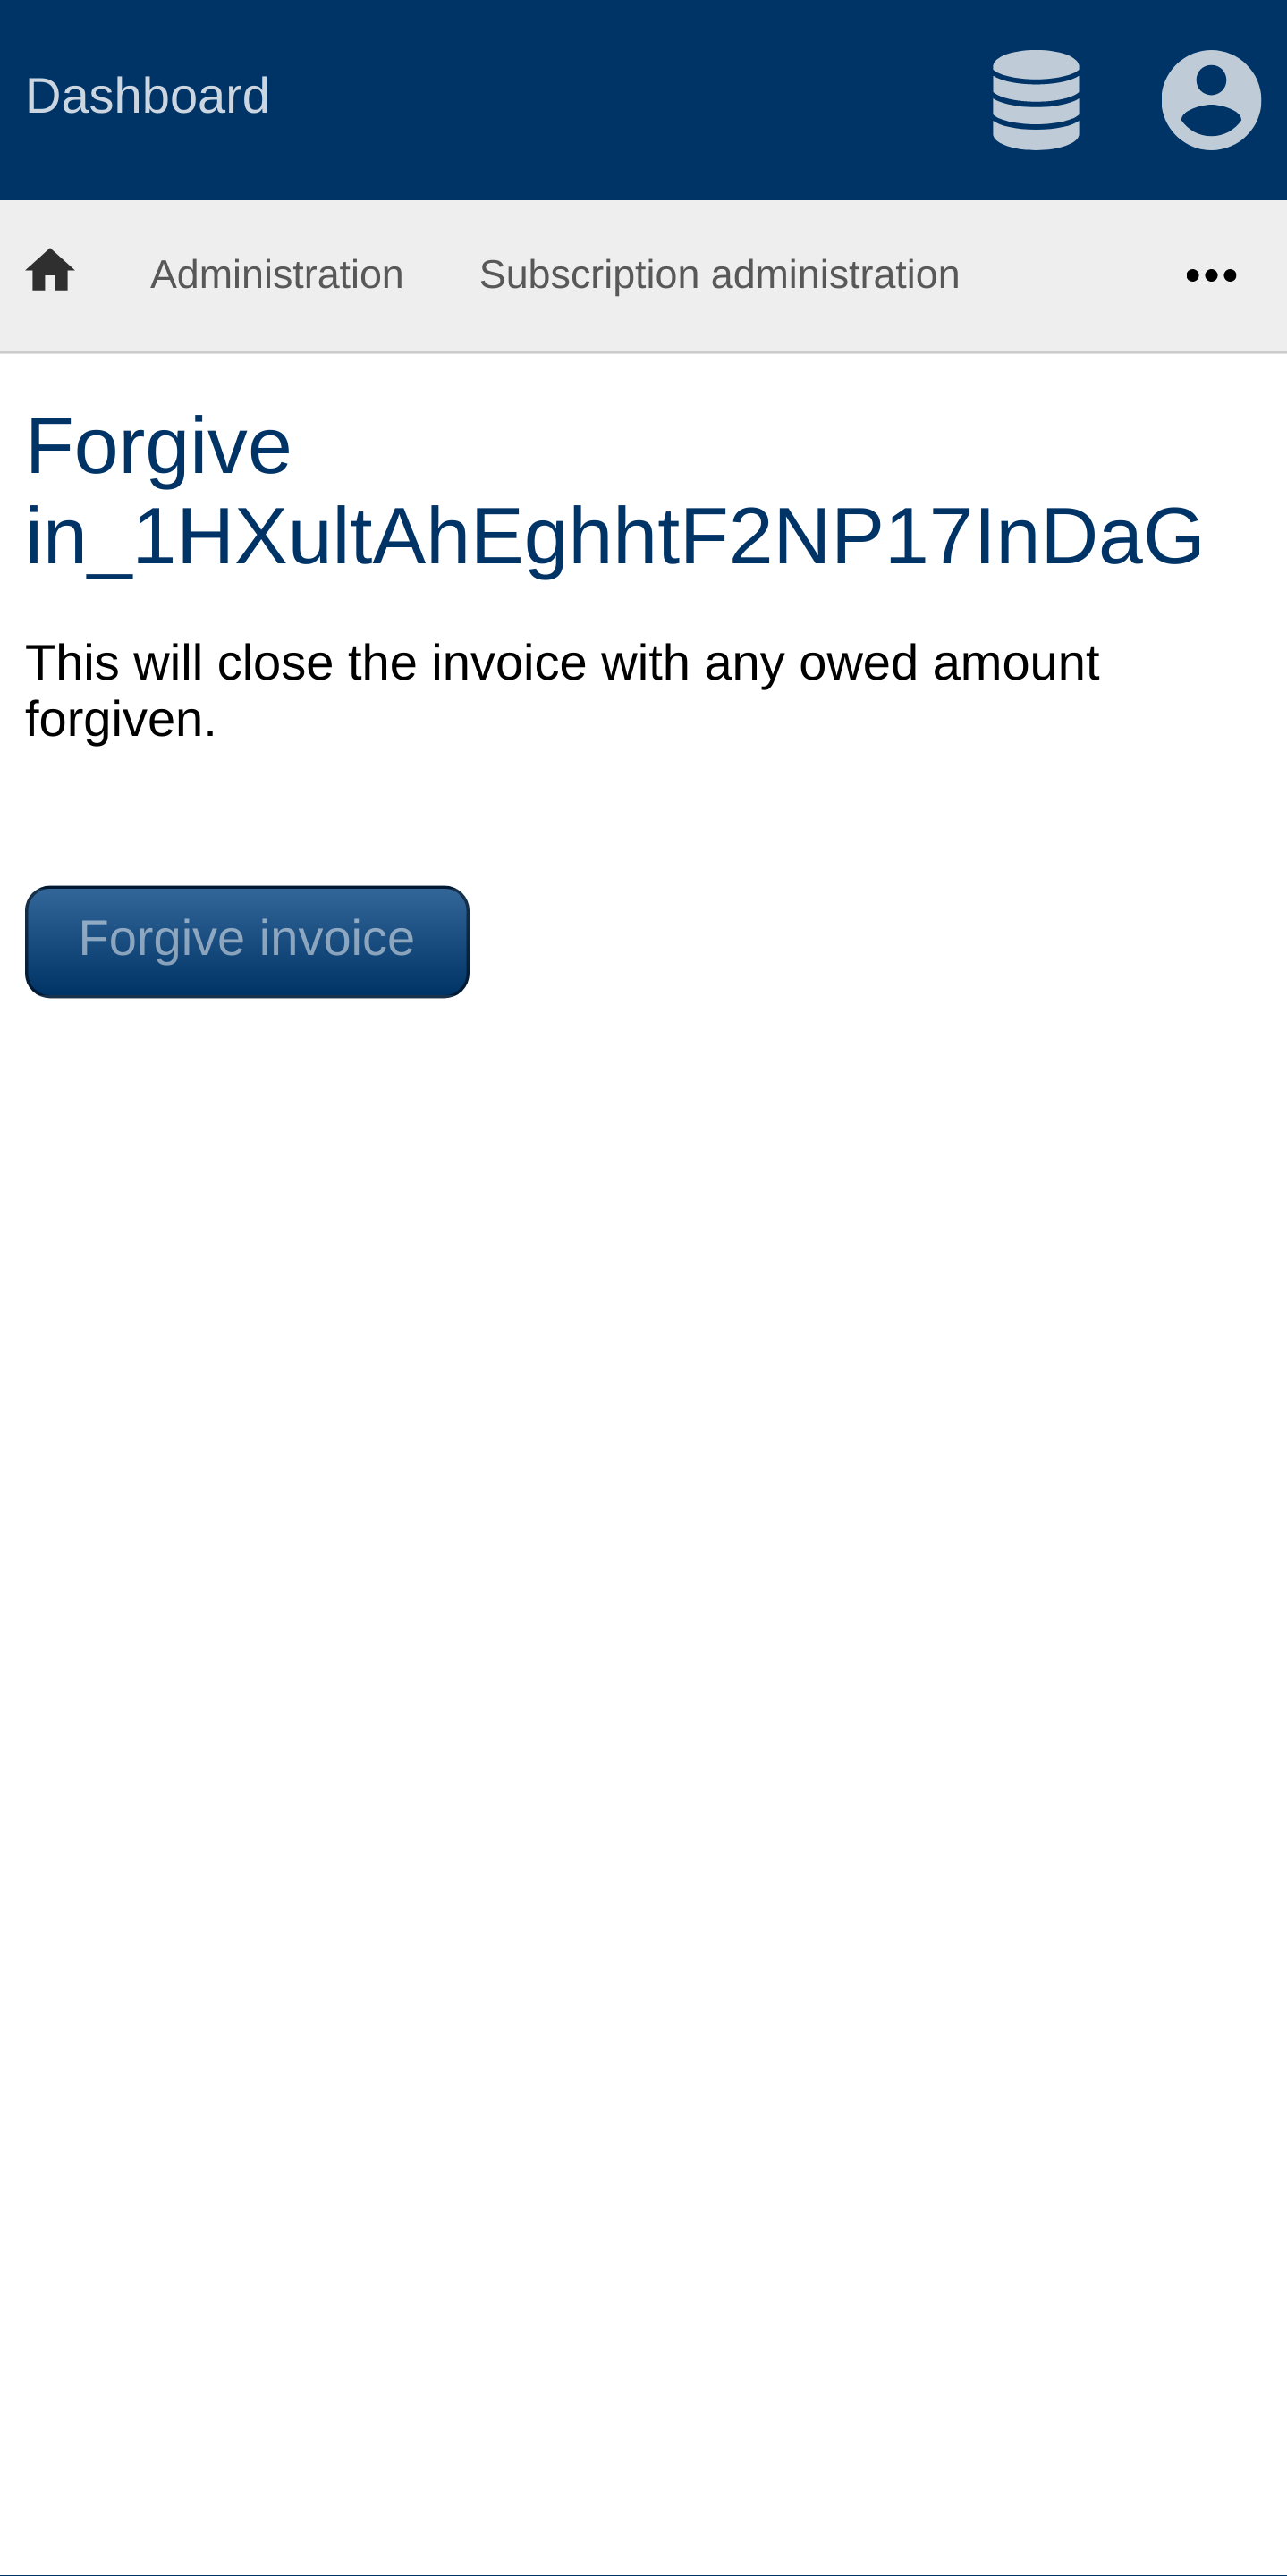 Dashboard
Administration Subscription administration
Forgive
in_1HXultAhEghhtF2NP17InDaG
This will close the invoice with any owed amount
forgiven.
Forgive invoice